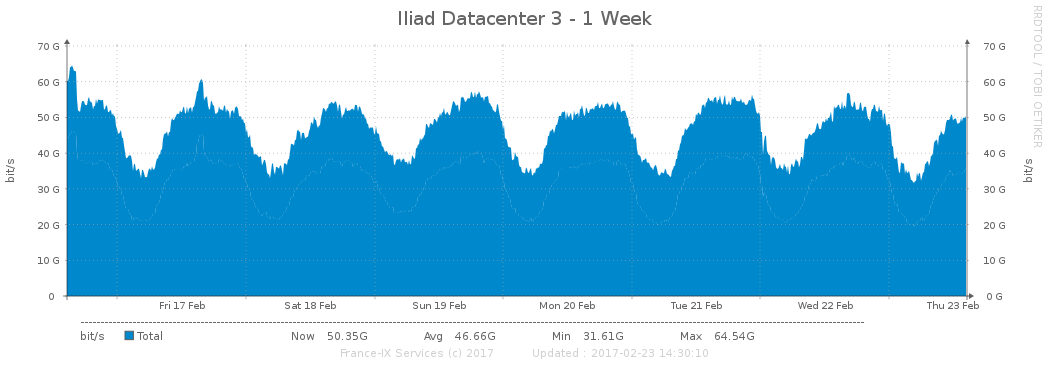 Iliad Datacenter 3 - 1 Week
RRDTOOL / TOBI OETIKER
70 G 70 G
60 G 60 G
50 G 50 G
40 G 40 G
30 G 30 G
20 G 20 G
10 G 10 G
0 0 G
bit/s bit/s
Fri 17 Feb Sat 18 Feb Sun 19 Feb Mon 20 Feb Tue 21 Feb Wed 22 Feb Thu 23 Feb
bit/s Total Now 50.35G Avg 46.66G Min 31.61G Max 64.54G
France-IX Services (c) 2017 Updated : 2017-02-23 14:30:10